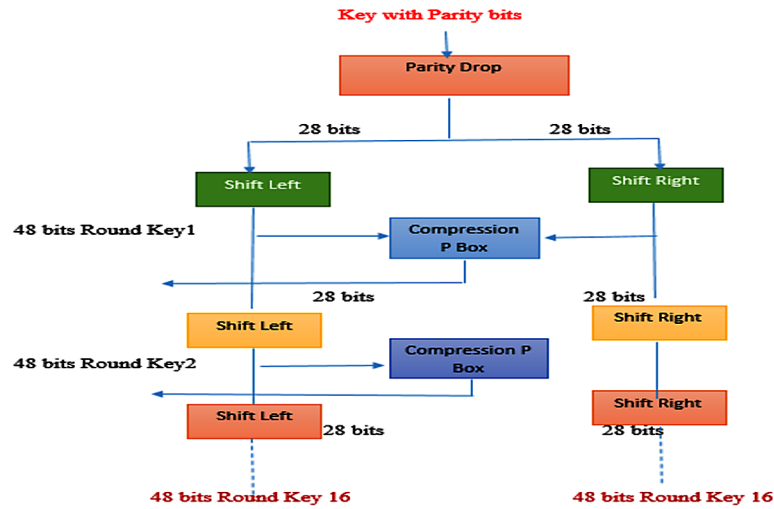 Key with Parity bits
Parity Drop
28 bits
28 bits
Shift Left
Shift Right
48 bits Round Key1
Compression
P Box
28 bits
28 bits
Shift Left
Shift Right
48 bits Round Key2
Compression P
Box
Shift Left
Shift Right
28 bits
28 bits
48 bits Round Key 16
48 bits Round Key 16